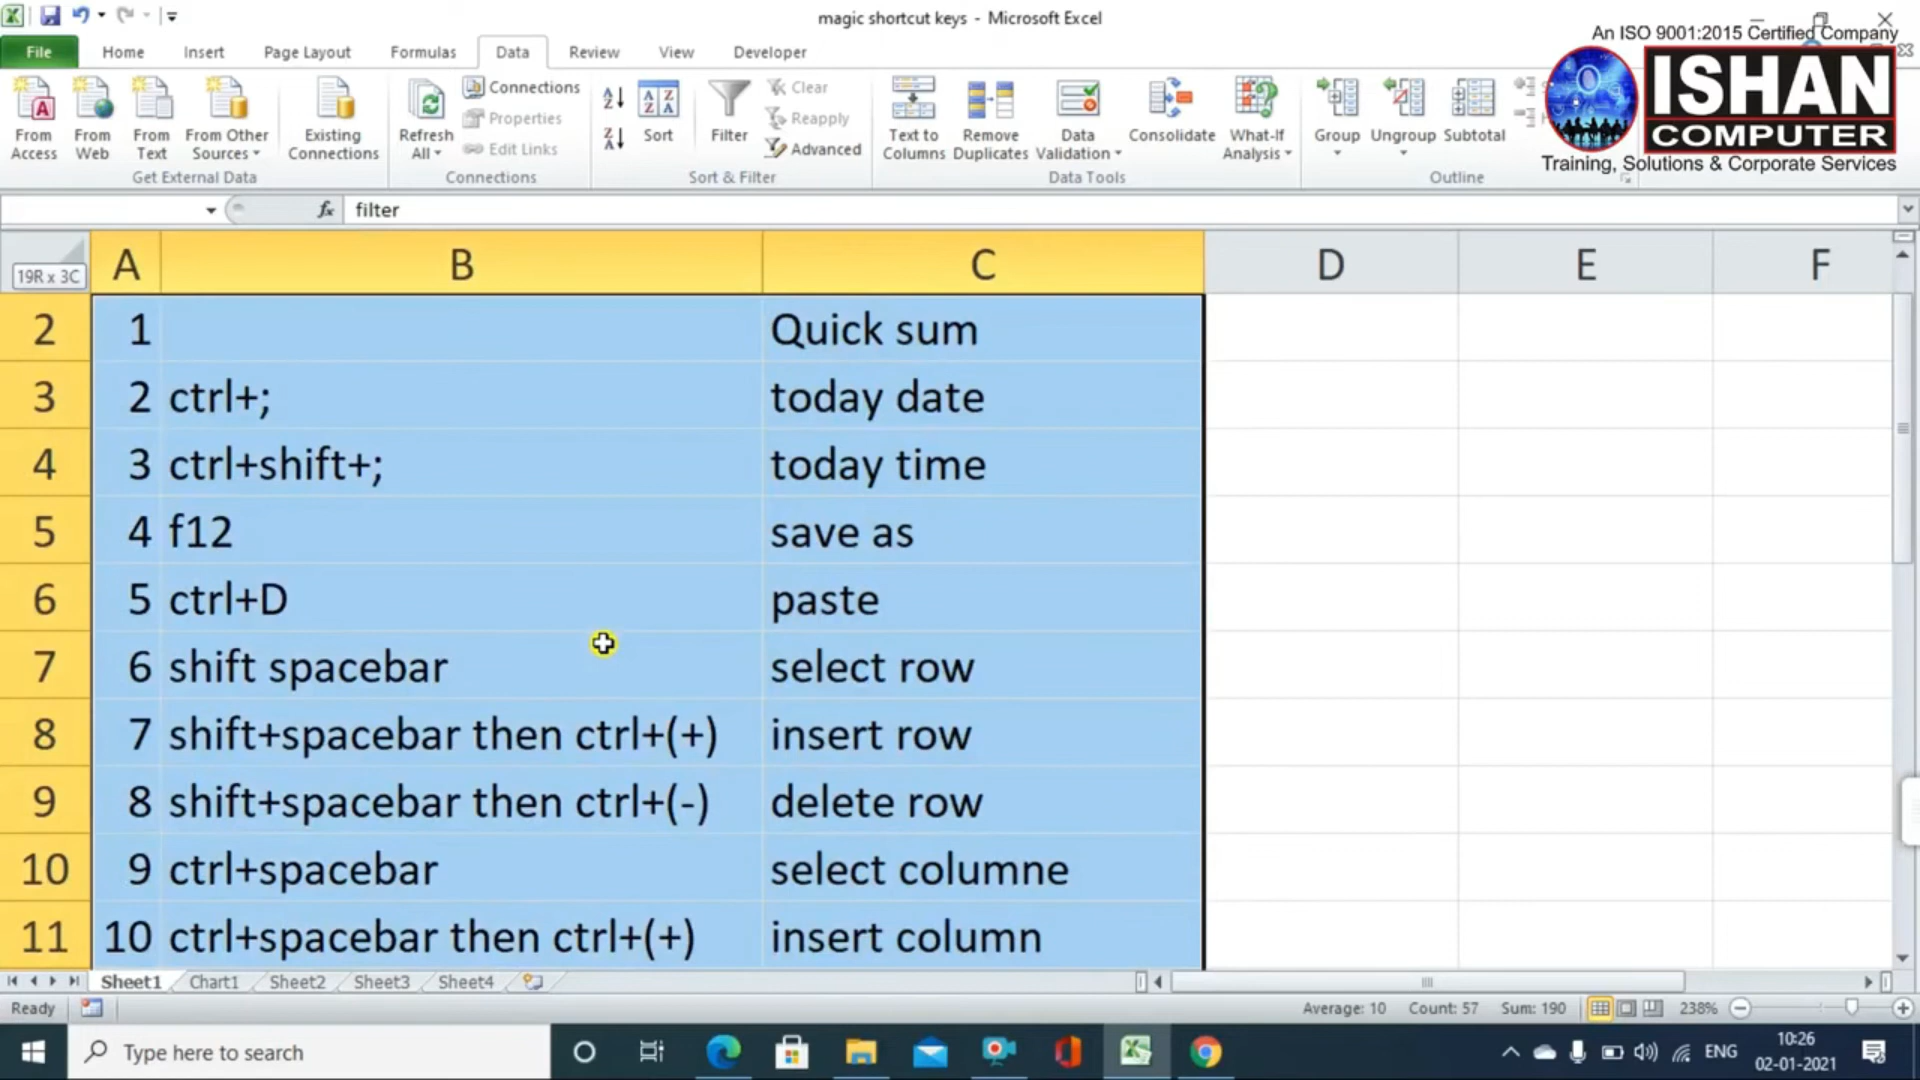 magic shortcut keys - Microsoft Excel
An ISO 9001:2015 Certified Company
ISHAN
COMPUTER
Training, Solutions & Corporate Services
File Home Insert Page Layout Formulas Data Review View Developer
From Access
From Web
From Text
From Other Sources
Existing Connections
Get External Data
Refresh All
Connections
Properties
Edit Links
Connections
Sort
Filter
Clear
Reapply
Advanced
Sort & Filter
Text to Columns
Remove Duplicates
Data Validation
Consolidate
What-If Analysis
Data Tools
Group
Ungroup
Subtotal
Outline
fx filter
19R x 3C
A B C D E F
2 1 Quick sum
3 2 ctrl+; today date
4 3 ctrl+shift+; today time
5 4 f12 save as
6 5 ctrl+D paste
7 6 shift spacebar select row
8 7 shift+spacebar then ctrl+(+) insert row
9 8 shift+spacebar then ctrl+(-) delete row
10 9 ctrl+spacebar select columne
11 10 ctrl+spacebar then ctrl+(+) insert column
Sheet1 Chart1 Sheet2 Sheet3 Sheet4
Ready Average: 10 Count: 57 Sum: 190 238%
Type here to search ENG 10:26
02-01-2021